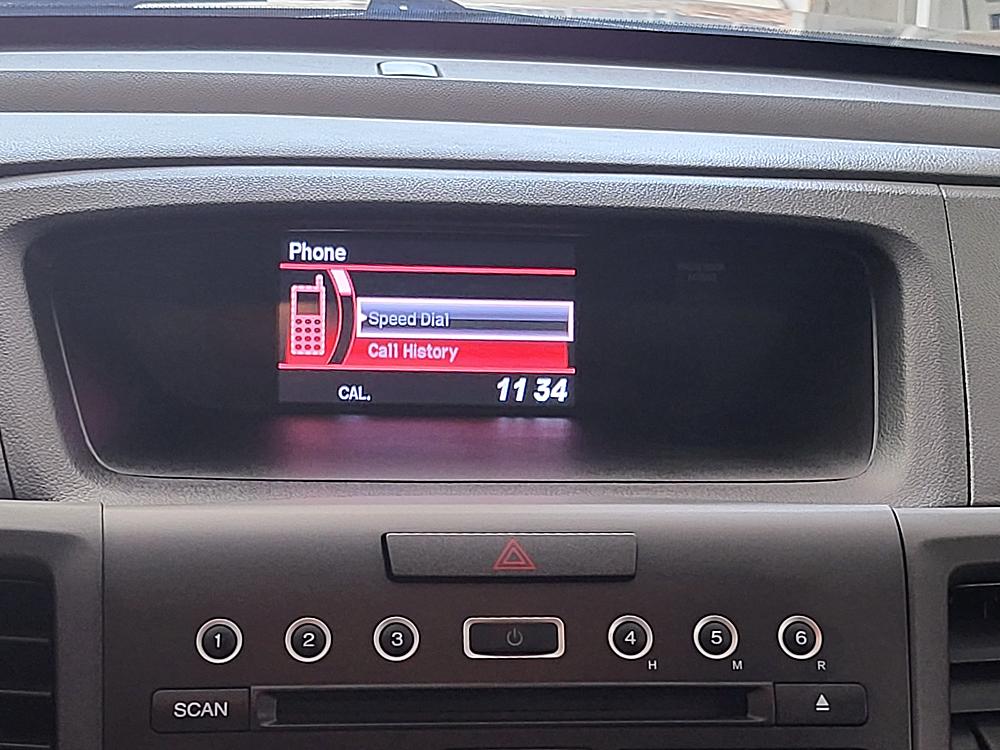 Phone
Speed Dial
Call History
CAL.
11 34
1 2 3 4 5 6
H M R
SCAN